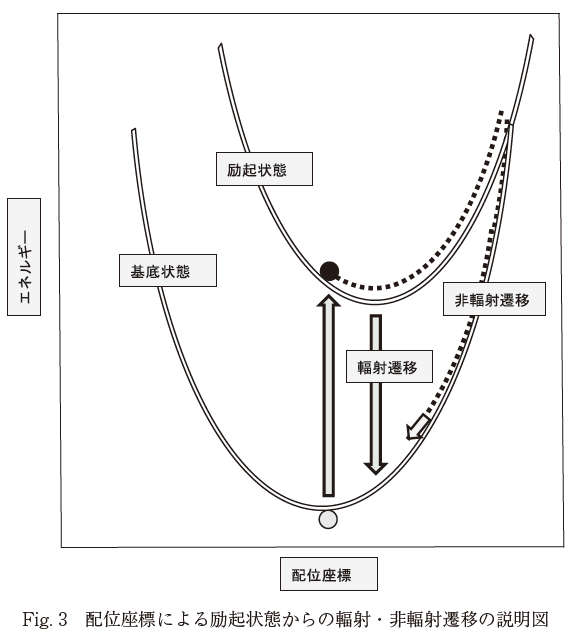 励起状態
基底状態
エネルギー
非輻射遷移
輻射遷移
配位座標
Fig. 3 配位座標による励起状態からの輻射・非輻射遷移の説明図